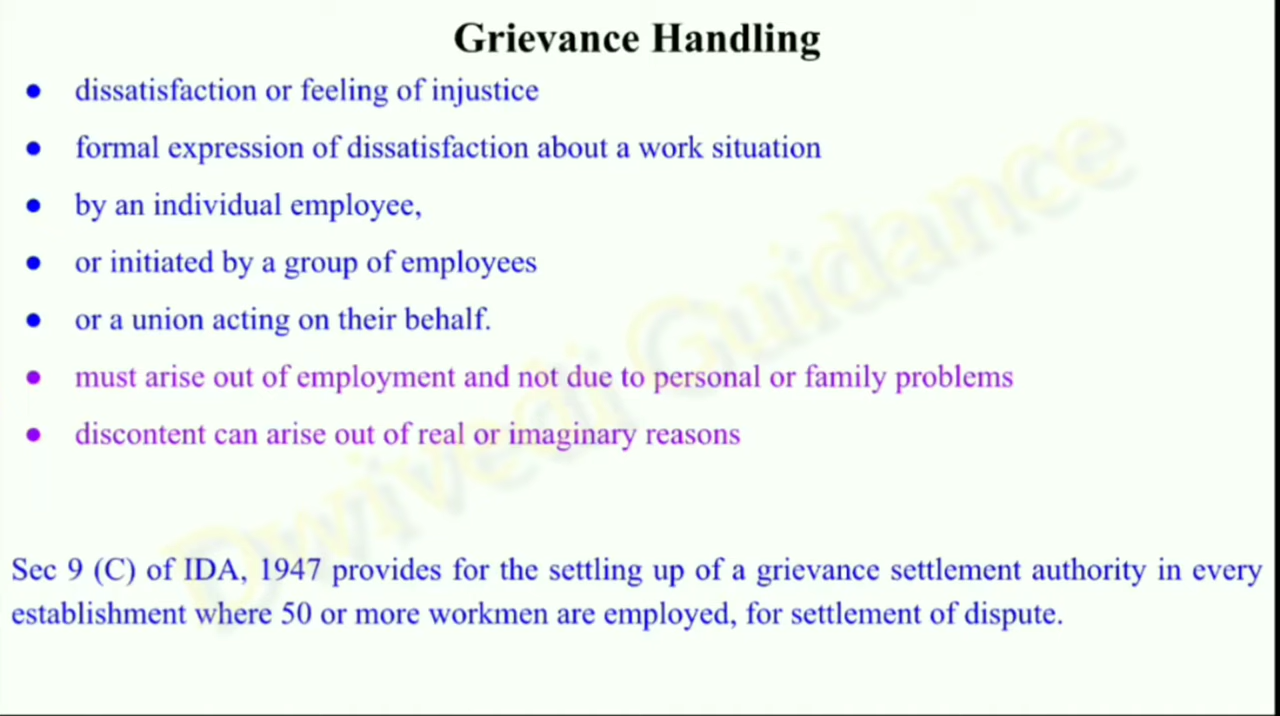 Grievance Handling
● dissatisfaction or feeling of injustice
● formal expression of dissatisfaction about a work situation
● by an individual employee,
● or initiated by a group of employees
● or a union acting on their behalf.
● must arise out of employment and not due to personal or family problems
● discontent can arise out of real or imaginary reasons
Sec 9 (C) of IDA, 1947 provides for the settling up of a grievance settlement authority in every
establishment where 50 or more workmen are employed, for settlement of dispute.
Dwivedi Guidance